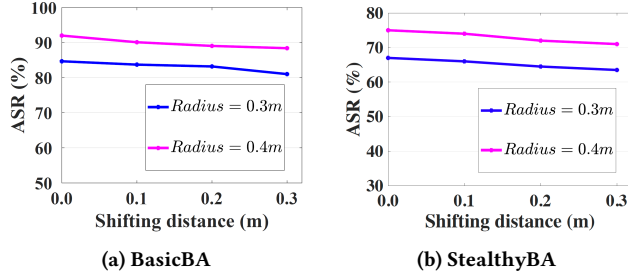 100
90
80
70
60
50
ASR (%)
Radius = 0.3m
Radius = 0.4m
0.0 0.1 0.2 0.3
Shifting distance (m)
(a) BasicBA
80
70
60
50
40
30
ASR (%)
Radius = 0.3m
Radius = 0.4m
0.0 0.1 0.2 0.3
Shifting distance (m)
(b) StealthyBA